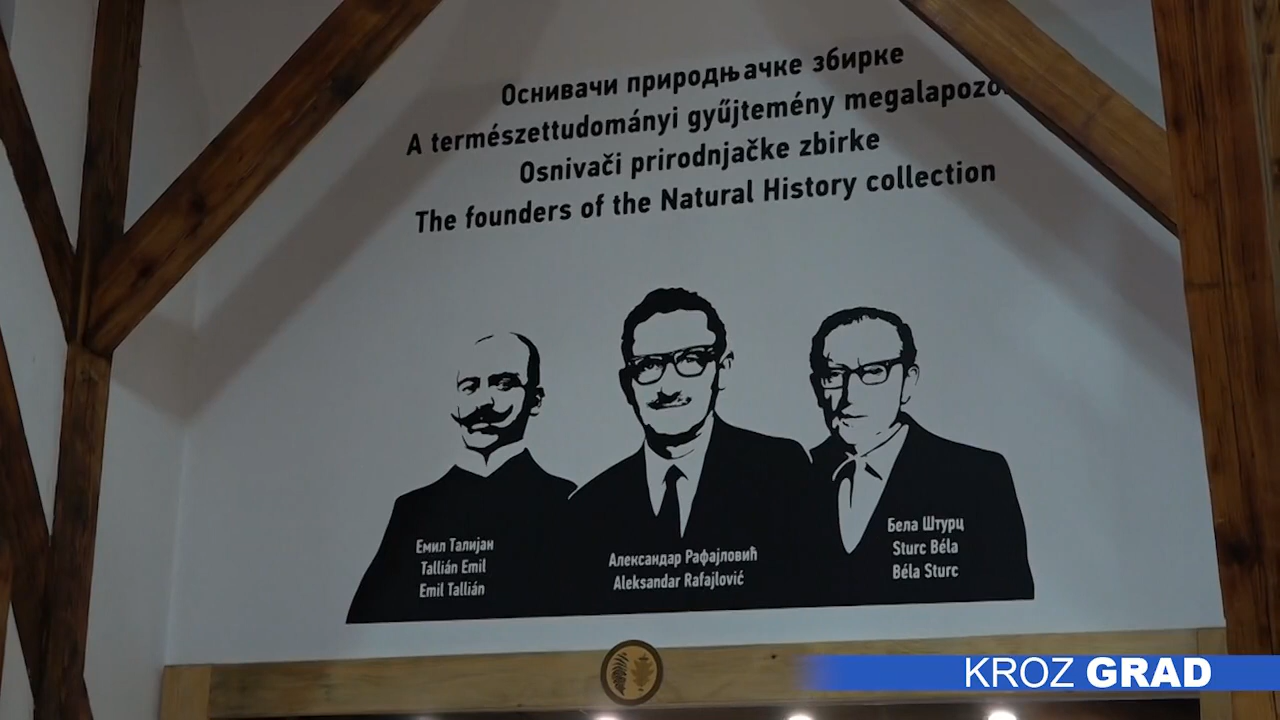 Оснивачи природњачке збирке
A természettudományi gyűjtemény
Osnivači prirodnjačke zbirke
The founders of the Natural History collection
Емил Талијан
Tallián Emil
Emil Tallián
Александар Рафајловић
Aleksandar Rafajlović
Бела Штурц
Sturc Béla
Béla Sturc
KROZ GRAD